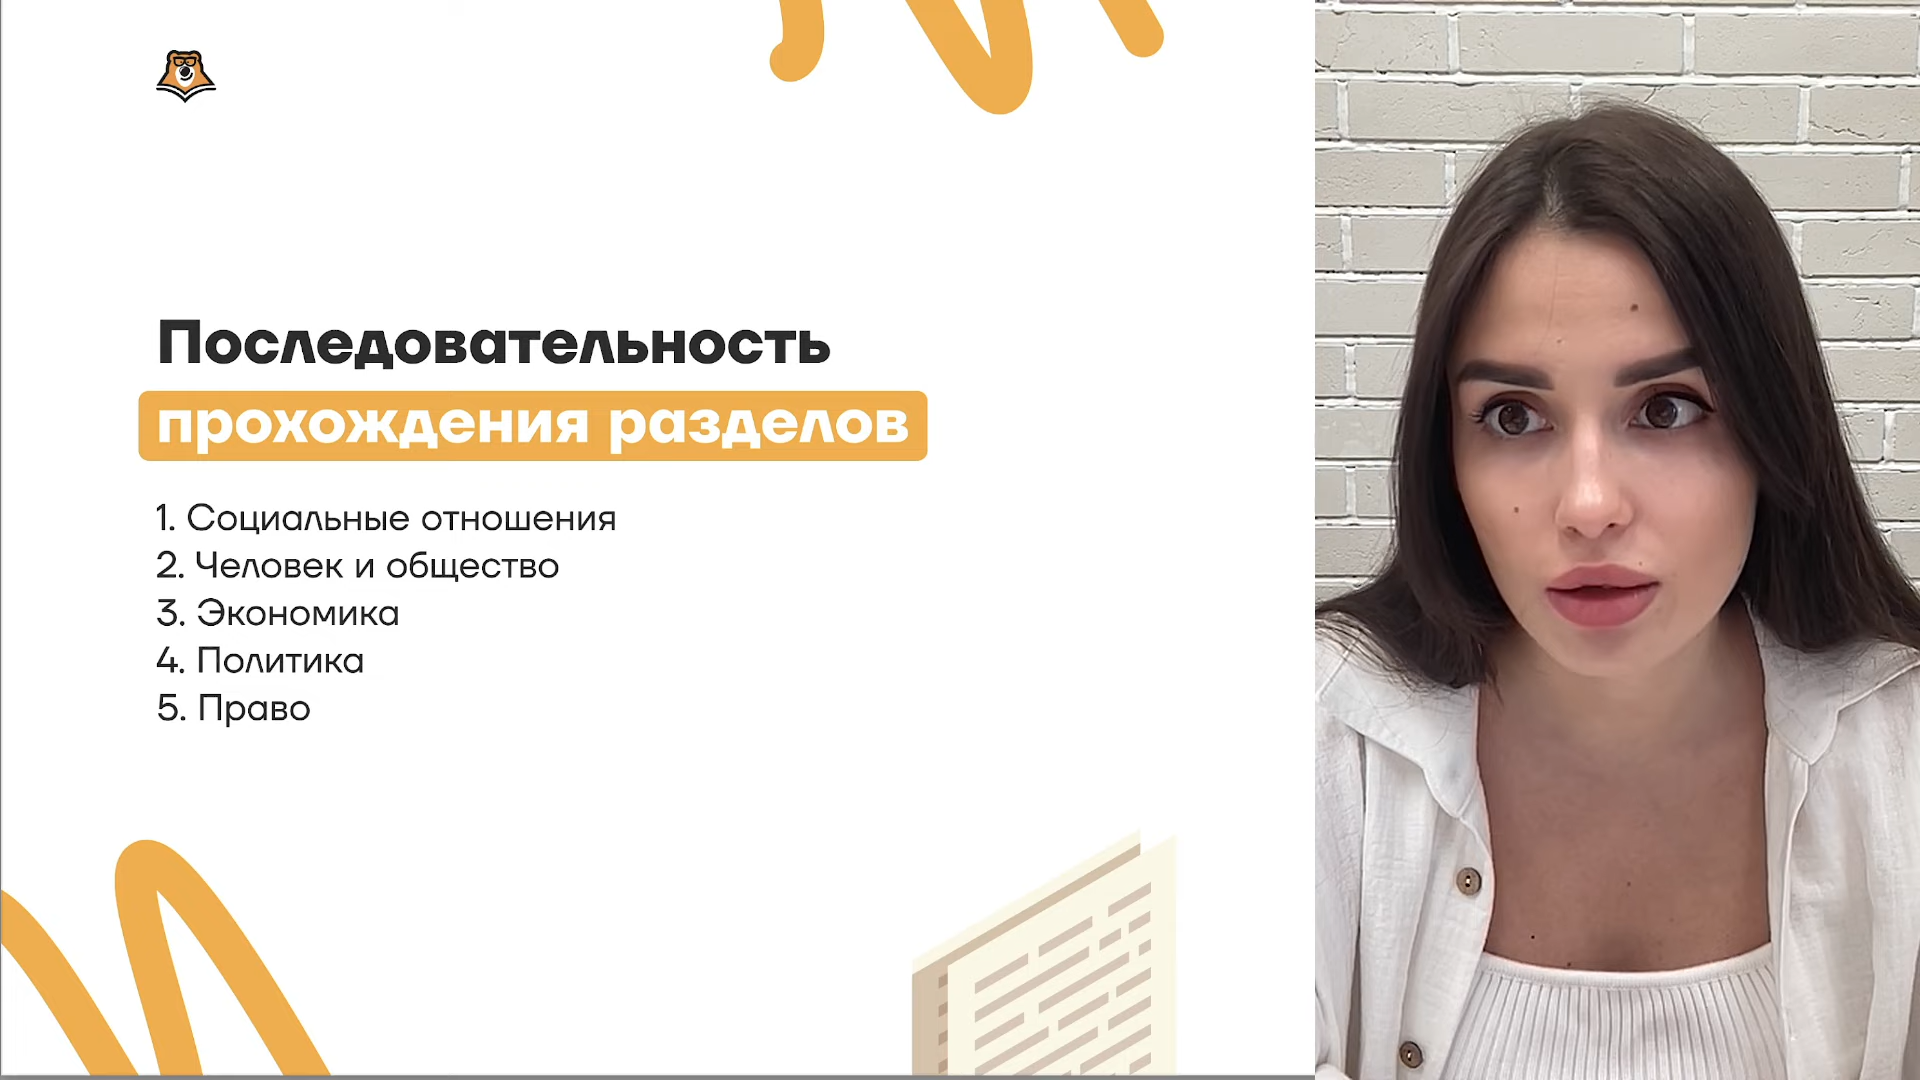 Последовательность
прохождения разделов
1. Социальные отношения
2. Человек и общество
3. Экономика
4. Политика
5. Право